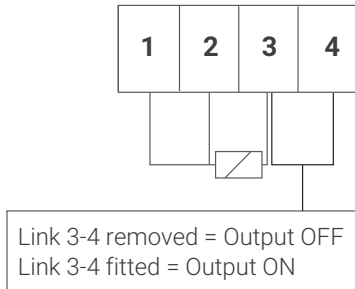 1 2 3 4
Link 3-4 removed = Output OFF
Link 3-4 fitted = Output ON